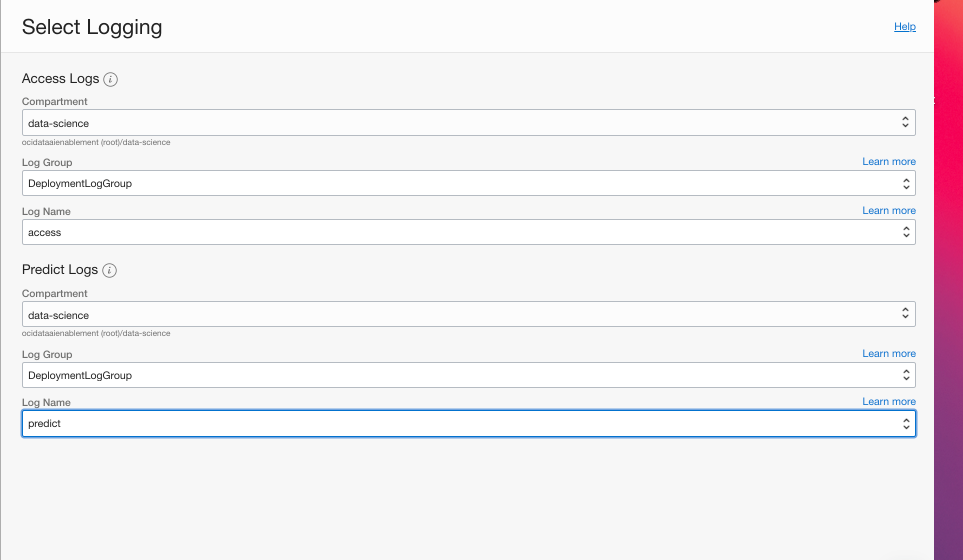 Select Logging
Help
Access Logs
Compartment
data-science
ocidataaienablement (root)/data-science
Log Group
Learn more
DeploymentLogGroup
Log Name
Learn more
access
Predict Logs
Compartment
data-science
ocidataaienablement (root)/data-science
Log Group
Learn more
DeploymentLogGroup
Log Name
Learn more
predict